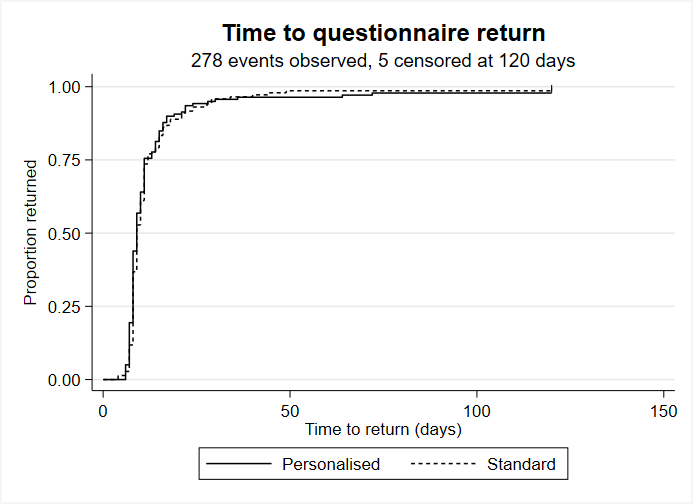 Time to questionnaire return
278 events observed, 5 censored at 120 days
Proportion returned
1.00
0.75
0.50
0.25
0.00
0 50 100 150
Time to return (days)
Personalised Standard